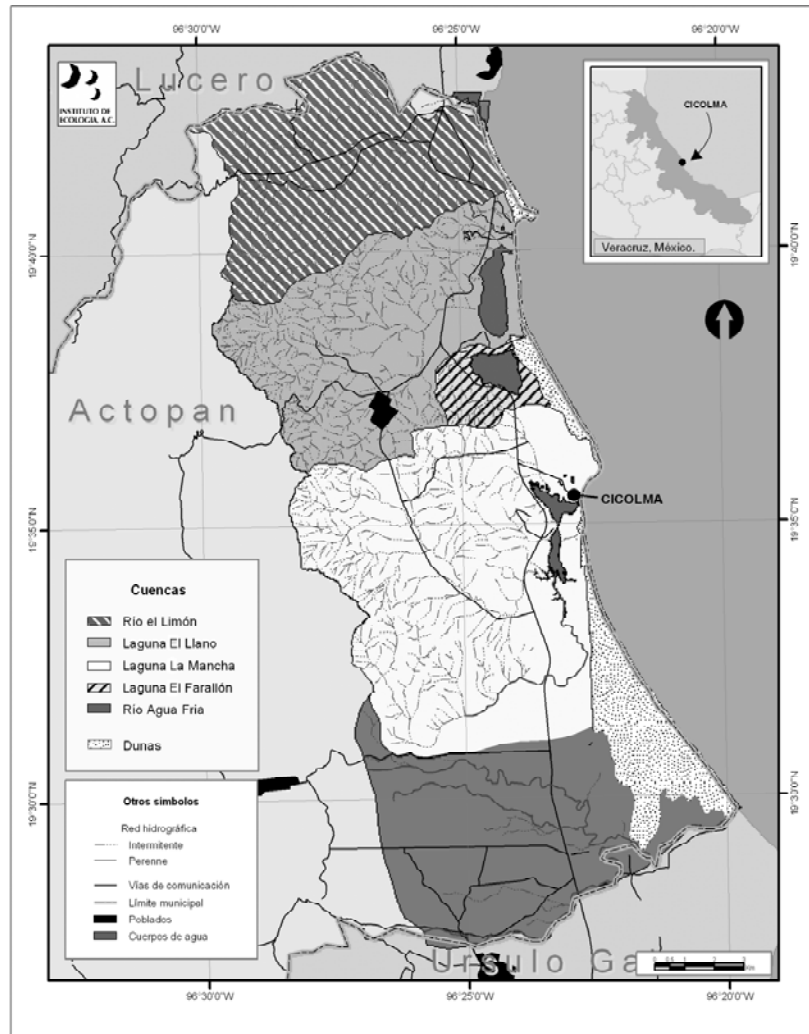 96°30'0"W 96°25'0"W 96°20'0"W
Lucero
INSTITUTO DE
ECOLOGIA, A.C.
CICOLMA
Veracruz, México.
19°40'0"N 19°40'0"N
Actopan
CICOLMA
19°35'0"N 19°35'0"N
Cuencas
Río el Limón
Laguna El Llano
Laguna La Mancha
Laguna El Farallón
Río Agua Fria
Dunas
19°30'0"N 19°30'0"N
Otros símbolos
Red hidrográfica
Intermitente
Perenne
Vías de comunicación
Límite municipal
Poblados
Cuerpos de agua
Ursulo Gal
96°30'0"W 96°25'0"W 96°20'0"W